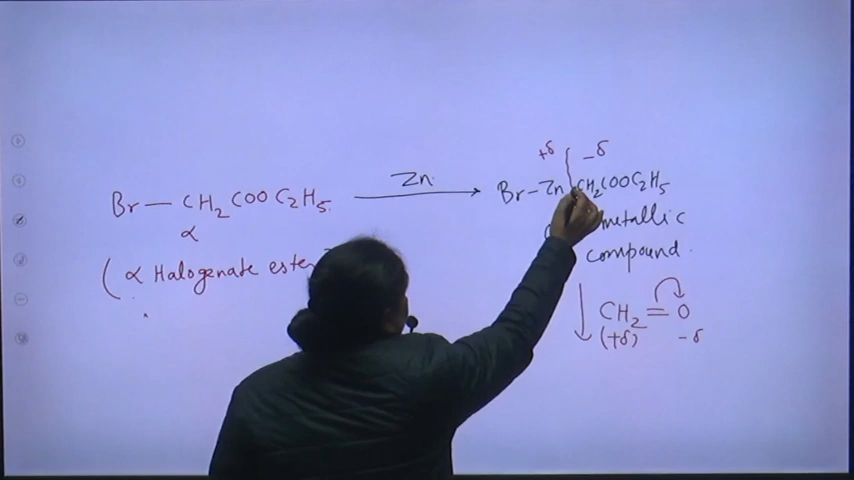 Zn
+δ -δ
Br — CH2COOC2H5
Br-Zn CH2COOC2H5
α
metallic
compound.
(α Halogenate ester
CH2=O
(+δ) -δ